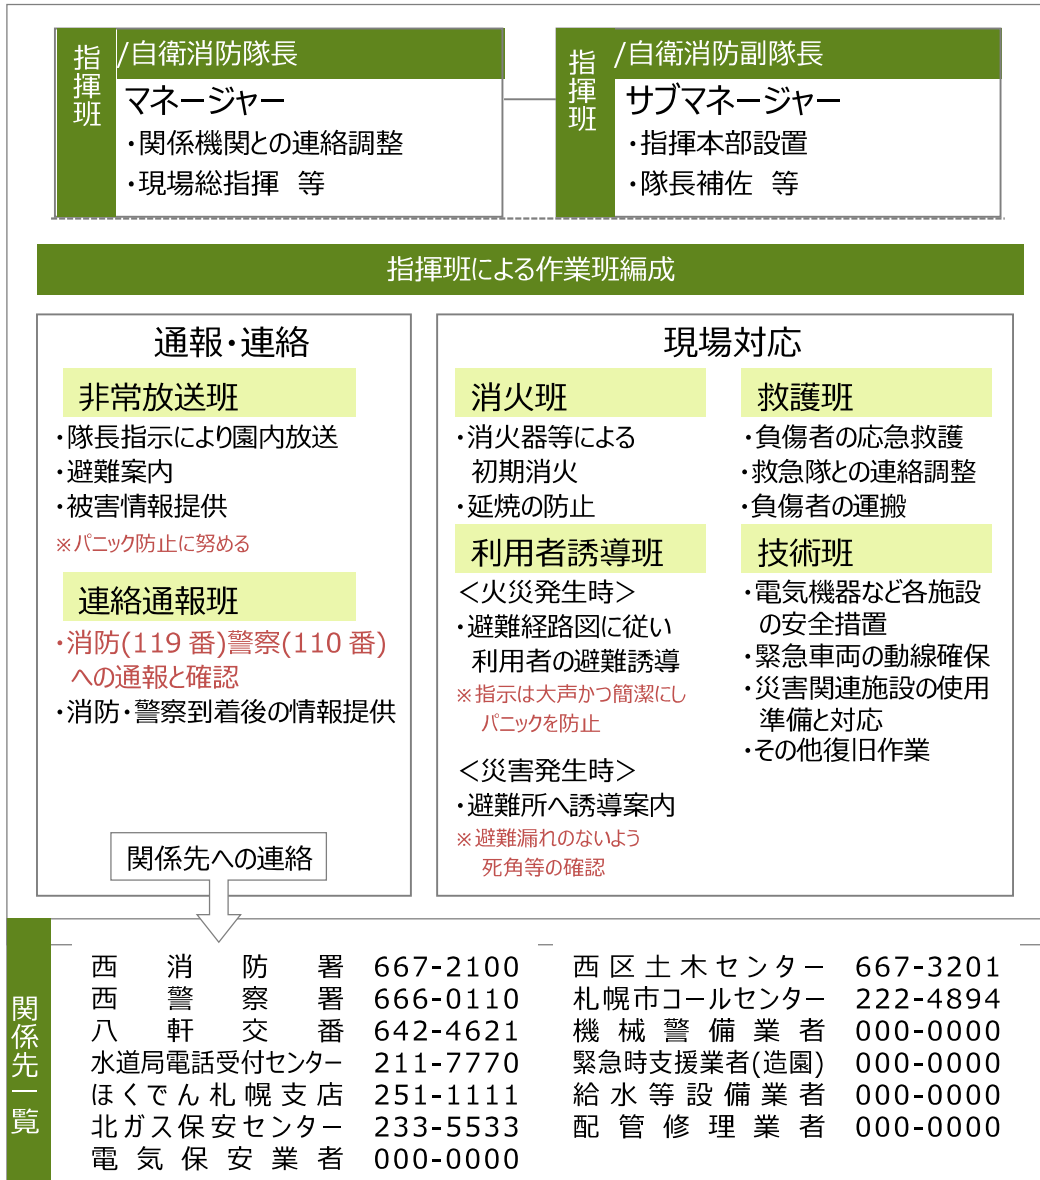 指揮班
/自衛消防隊長
マネージャー
・関係機関との連絡調整
・現場総指揮 等
指揮班
/自衛消防副隊長
サブマネージャー
・指揮本部設置
・隊長補佐 等
指揮班による作業班編成
通報・連絡
非常放送班
・隊長指示により園内放送
・避難案内
・被害情報提供
※パニック防止に努める
連絡通報班
・消防(119 番)警察(110 番)
への通報と確認
・消防・警察到着後の情報提供
関係先への連絡
現場対応
消火班
・消火器等による
初期消火
・延焼の防止
利用者誘導班
＜火災発生時＞
・避難経路図に従い
利用者の避難誘導
※指示は大声かつ簡潔にし
パニックを防止
＜災害発生時＞
・避難所へ誘導案内
※避難漏れのないよう
死角等の確認
救護班
・負傷者の応急救護
・救急隊との連絡調整
・負傷者の運搬
技術班
・電気機器など各施設
の安全措置
・緊急車両の動線確保
・災害関連施設の使用
準備と対応
・その他復旧作業
関係先一覧
西消防署 667-2100
西警察署 666-0110
八軒交番 642-4621
水道局電話受付センター 211-7770
ほくでん札幌支店 251-1111
北ガス保安センター 233-5533
電気保安業者 000-0000
西区土木センター 667-3201
札幌市コールセンター 222-4894
機械警備業者 000-0000
緊急時支援業者(造園) 000-0000
給水等設備業者 000-0000
配管修理業者 000-0000